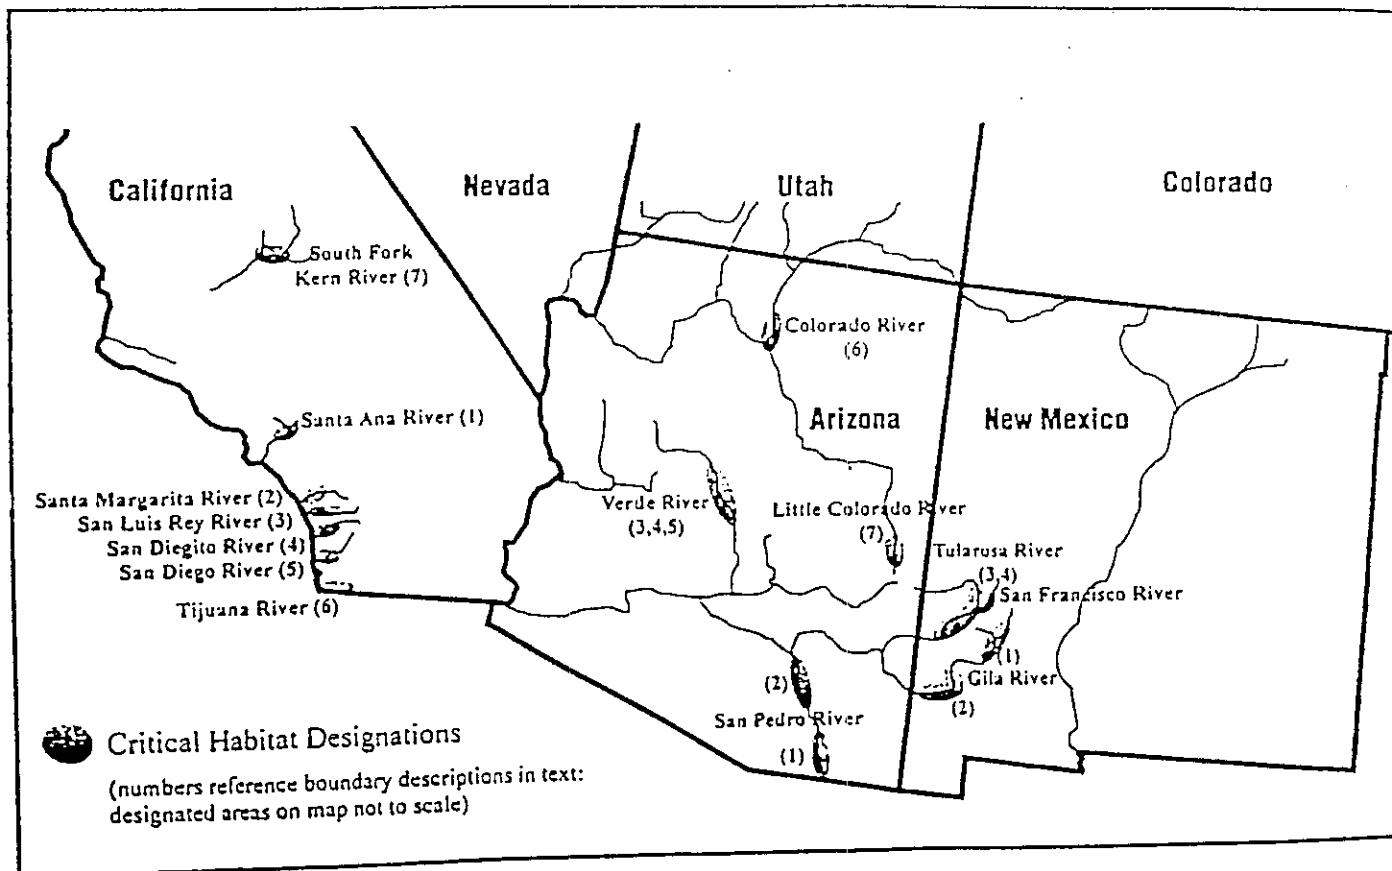 California
Nevada
Utah
Colorado
South Fork
Kern River (7)
Colorado River
(6)
Arizona
New Mexico
Santa Ana River (1)
Santa Margarita River (2)
San Luis Rey River (3)
San Diegito River (4)
San Diego River (5)
Tijuana River (6)
Verde River
(3,4,5)
Little Colorado River
(7)
Tularusa River
(3,4)
San Francisco River
(1)
Gila River
(2)
(2)
San Pedro River
(1)
Critical Habitat Designations
(numbers reference boundary descriptions in text:
designated areas on map not to scale)